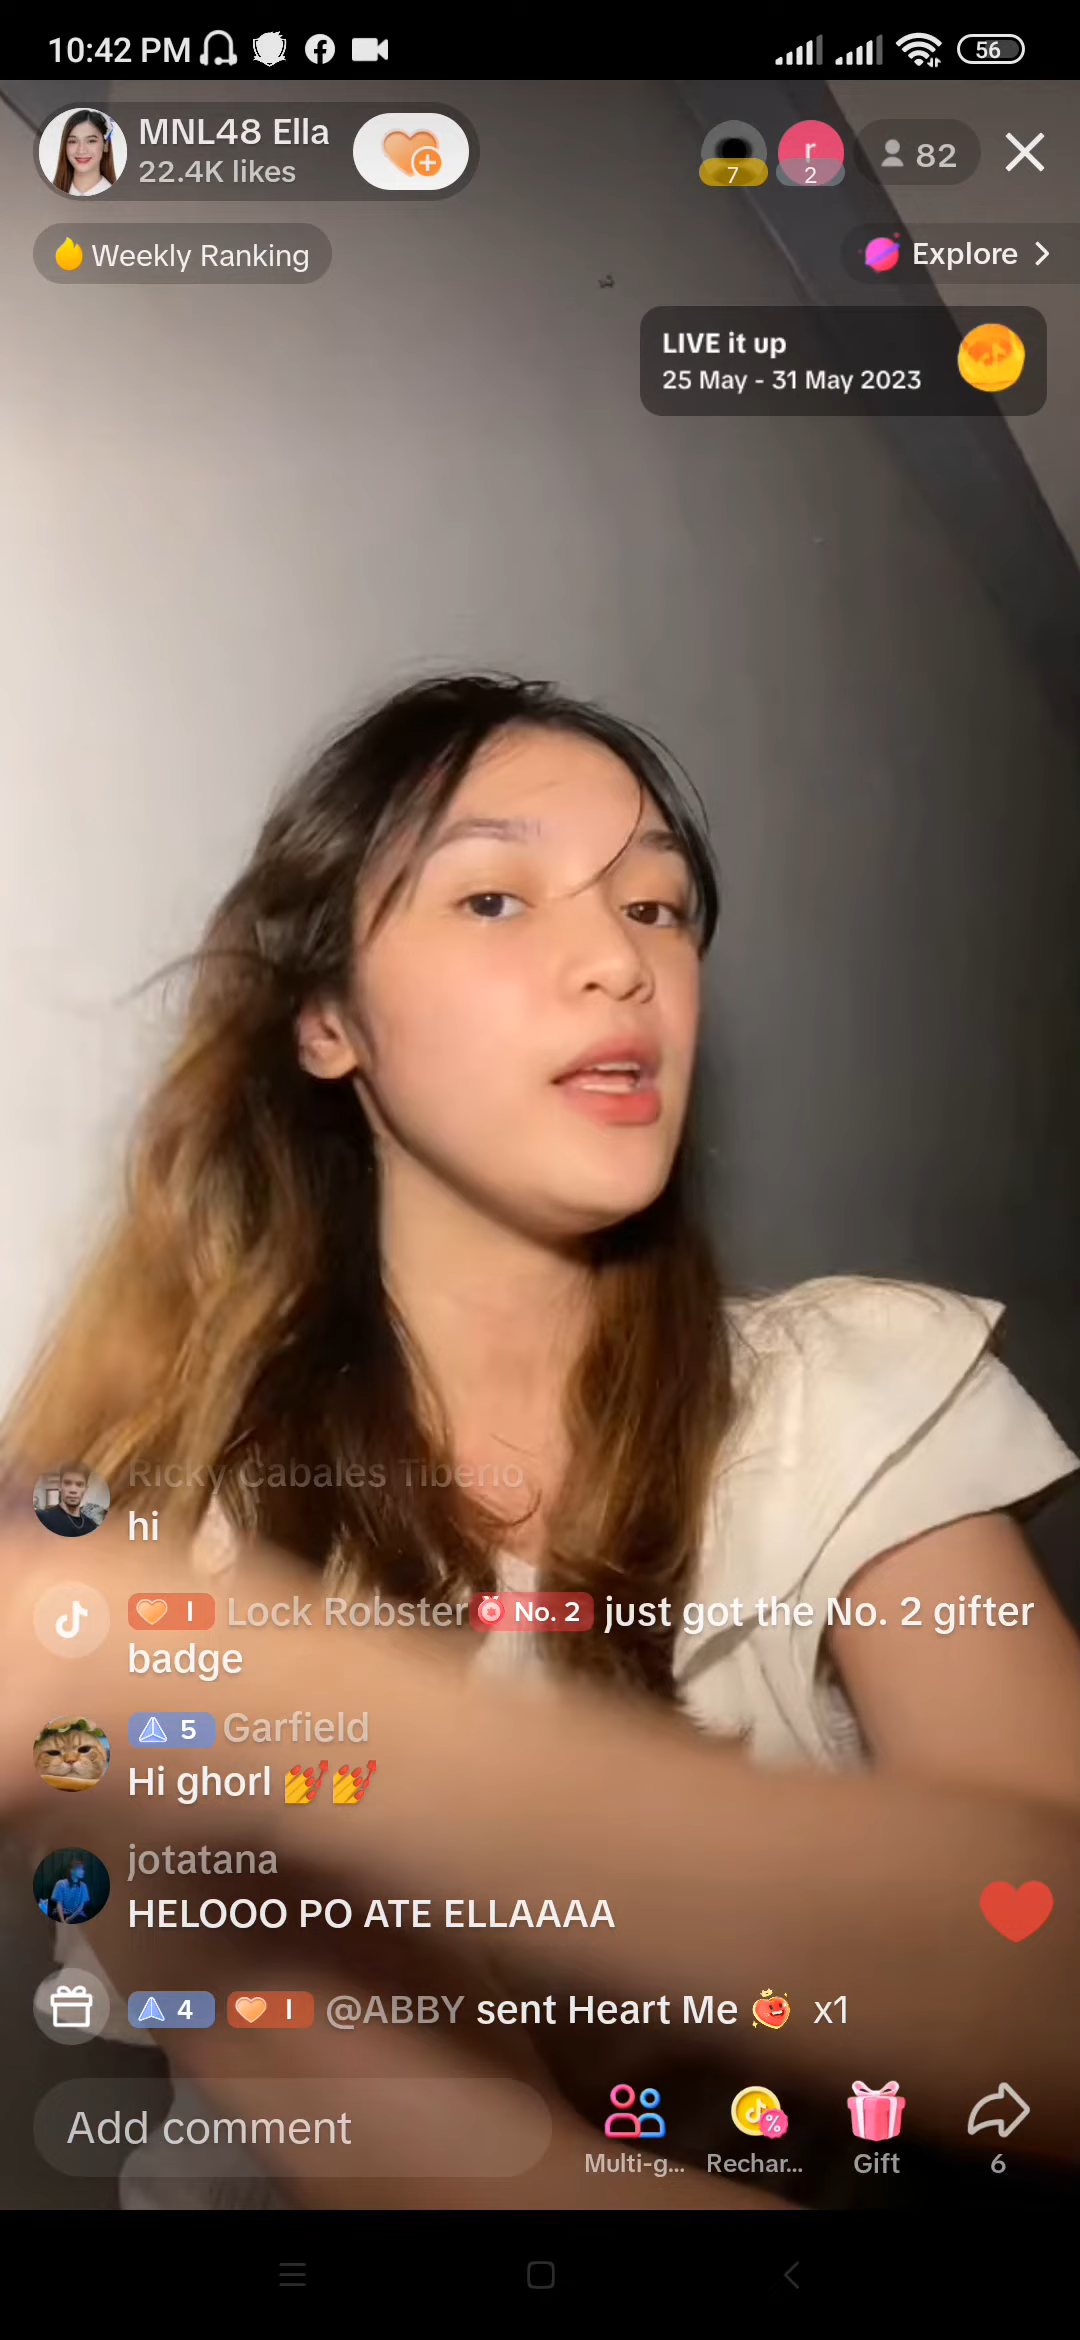 10:42 PM
56
MNL48 Ella
22.4K likes
7
r
2
82
Weekly Ranking
Explore
LIVE it up
25 May - 31 May 2023
Ricky Cabales Tiberio
hi
I Lock Robster No. 2 just got the No. 2 gifter
badge
5 Garfield
Hi ghorl 💅💅
jotatana
HELOOO PO ATE ELLAAAA
4 I @ABBY sent Heart Me x1
Add comment
Multi-g...
Rechar...
Gift
6